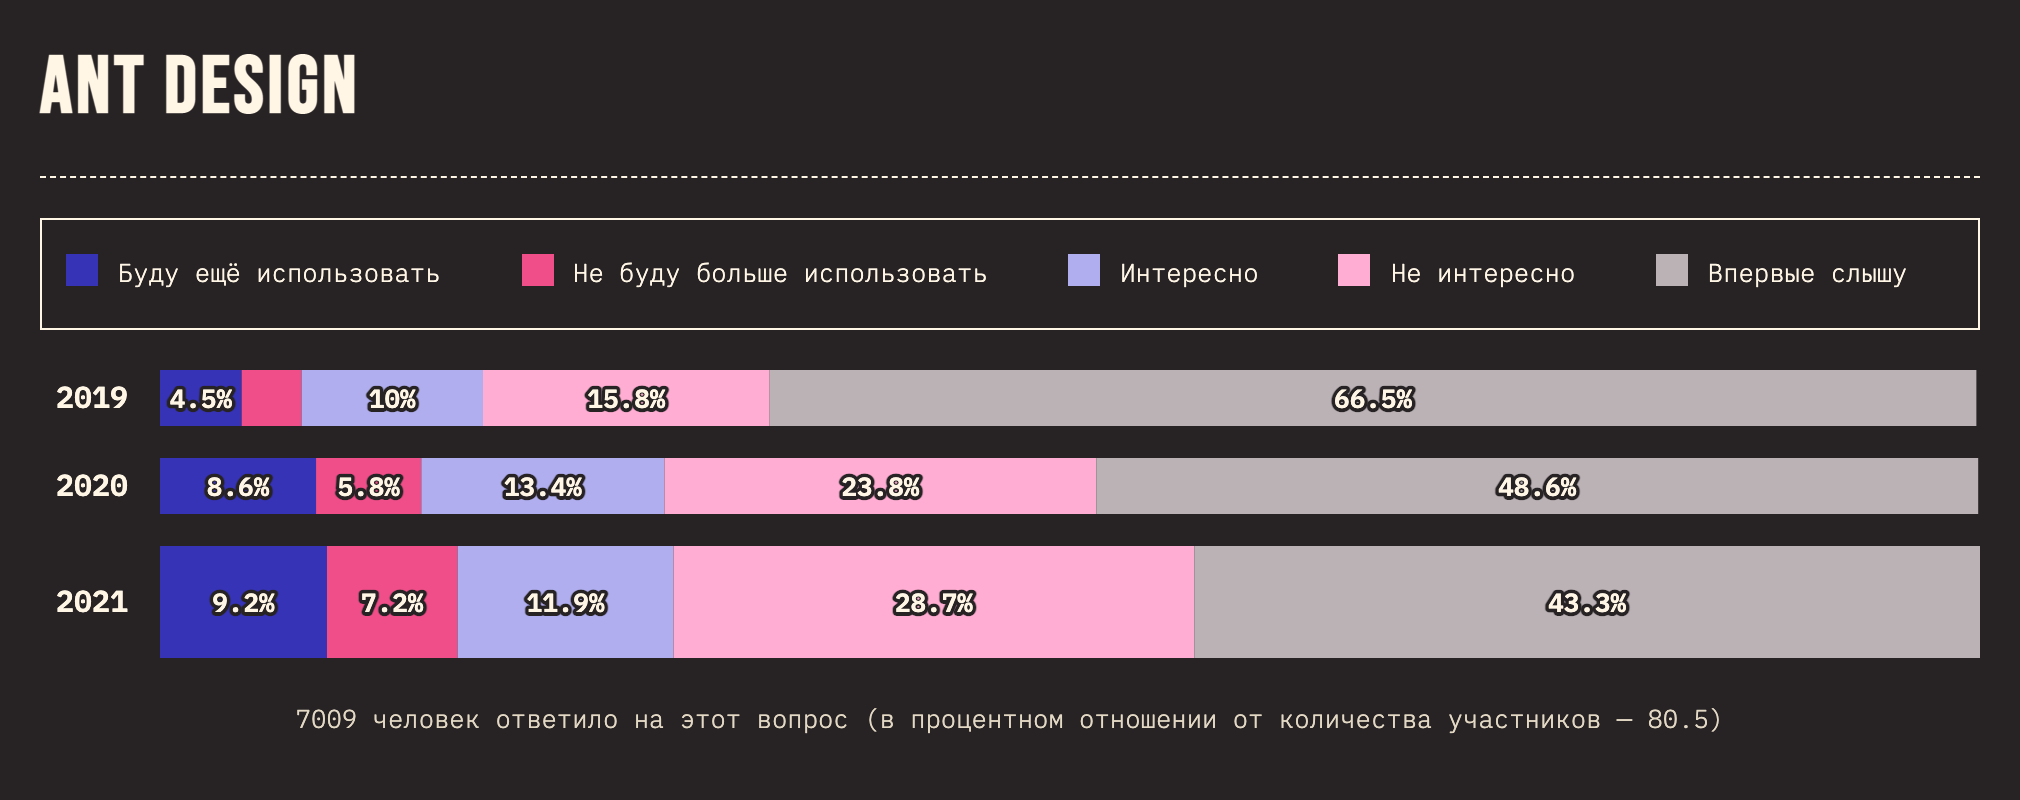 ANT DESIGN
Буду ещё использовать Не буду больше использовать Интересно Не интересно Впервые слышу
2019 4.5% 10% 15.8% 66.5%
2020 8.6% 5.8% 13.4% 23.8% 48.6%
2021 9.2% 7.2% 11.9% 28.7% 43.3%
7009 человек ответило на этот вопрос (в процентном отношении от количества участников — 80.5)